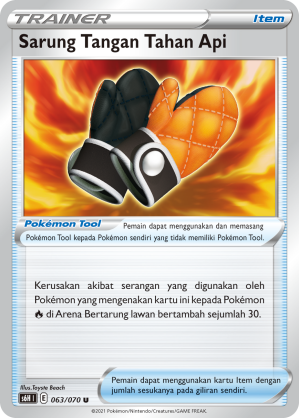 TRAINER Item
Sarung Tangan Tahan Api
Pokémon Tool Pemain dapat menggunakan dan memasang
Pokémon Tool kepada Pokémon sendiri yang tidak memiliki Pokémon Tool.
Kerusakan akibat serangan yang digunakan oleh
Pokémon yang mengenakan kartu ini kepada Pokémon
di Arena Bertarung lawan bertambah sejumlah 30.
Pemain dapat menggunakan kartu Item dengan
jumlah sesukanya pada giliran sendiri.
Illus.Toyste Beach
s6H I E 063/070 U
©2021 Pokémon/Nintendo/Creatures/GAME FREAK.